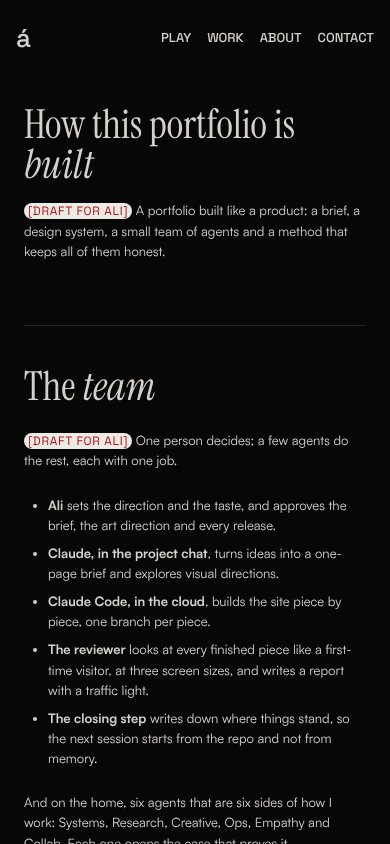 á
PLAY WORK ABOUT CONTACT
How this portfolio is
built
[DRAFT FOR ALI] A portfolio built like a product: a brief, a
design system, a small team of agents and a method that
keeps all of them honest.
The team
[DRAFT FOR ALI] One person decides; a few agents do
the rest, each with one job.
• Ali sets the direction and the taste, and approves the
brief, the art direction and every release.
• Claude, in the project chat, turns ideas into a one-
page brief and explores visual directions.
• Claude Code, in the cloud, builds the site piece by
piece, one branch per piece.
• The reviewer looks at every finished piece like a first-
time visitor, at three screen sizes, and writes a report
with a traffic light.
• The closing step writes down where things stand, so
the next session starts from the repo and not from
memory.
And on the home, six agents that are six sides of how I
work: Systems, Research, Creative, Ops, Empathy and
Collab. Each one opens the case that proves it.